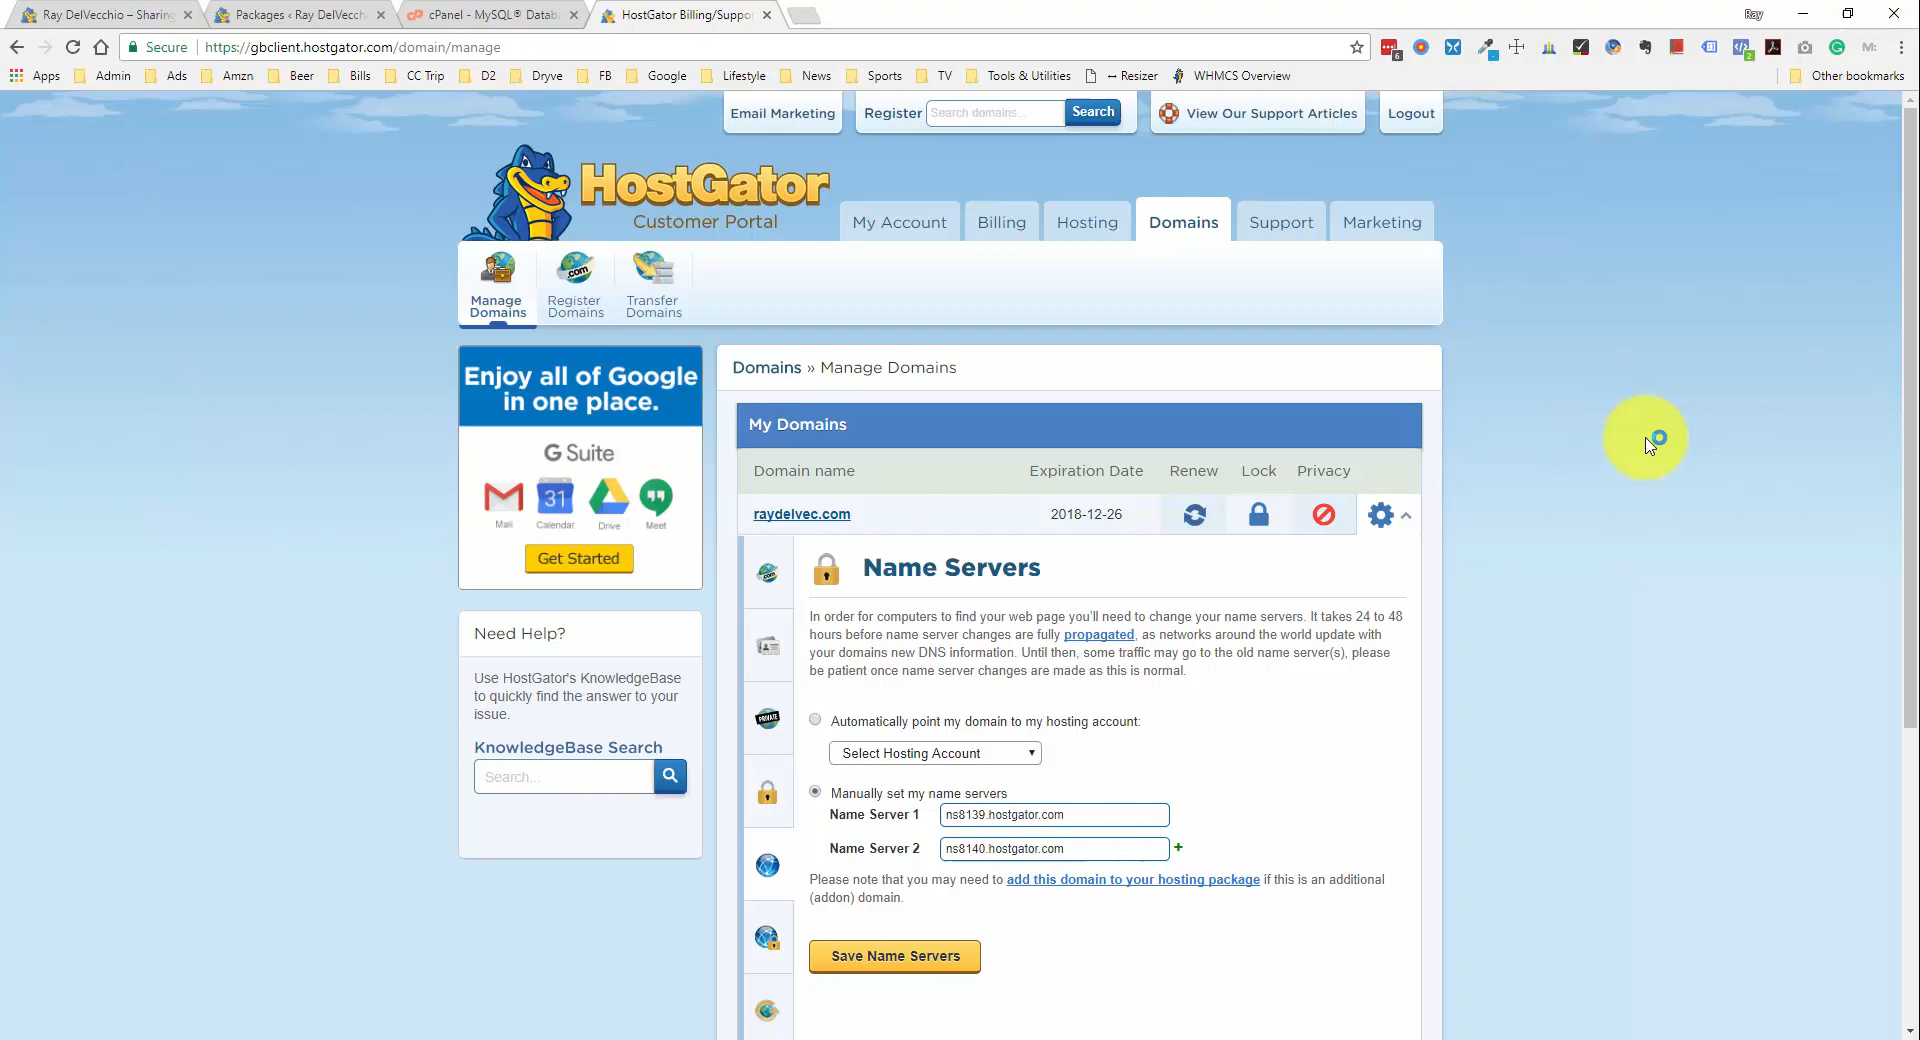 Ray DelVecchio – Sharing
Packages ‹ Ray DelVecch
cPanel - MySQL® Datab
HostGator Billing/Suppo
Ray
Secure
https://gbclient.hostgator.com/domain/manage
6
2
M:
Apps
Admin
Ads
Amzn
Beer
Bills
CC Trip
D2
Dryve
FB
Google
Lifestyle
News
Sports
TV
Tools & Utilities
↔ Resizer
WHMCS Overview
Other bookmarks
Email Marketing
Register
Search domains...
Search
View Our Support Articles
Logout
HostGator
Customer Portal
My Account
Billing
Hosting
Domains
Support
Marketing
Manage
Domains
.com
Register
Domains
Transfer
Domains
Enjoy all of Google
in one place.
G Suite
31
Mail
Calendar
Drive
Meet
Get Started
Need Help?
Use HostGator's KnowledgeBase
to quickly find the answer to your
issue.
KnowledgeBase Search
Search...
Domains » Manage Domains
My Domains
Domain name
Expiration Date
Renew
Lock
Privacy
raydelvec.com
2018-12-26
.com
PRIVATE
Name Servers
In order for computers to find your web page you'll need to change your name servers. It takes 24 to 48
hours before name server changes are fully propagated, as networks around the world update with
your domains new DNS information. Until then, some traffic may go to the old name server(s), please
be patient once name server changes are made as this is normal.
Automatically point my domain to my hosting account:
Select Hosting Account
Manually set my name servers
Name Server 1
ns8139.hostgator.com
Name Server 2
ns8140.hostgator.com
+
Please note that you may need to add this domain to your hosting package if this is an additional
(addon) domain.
Save Name Servers